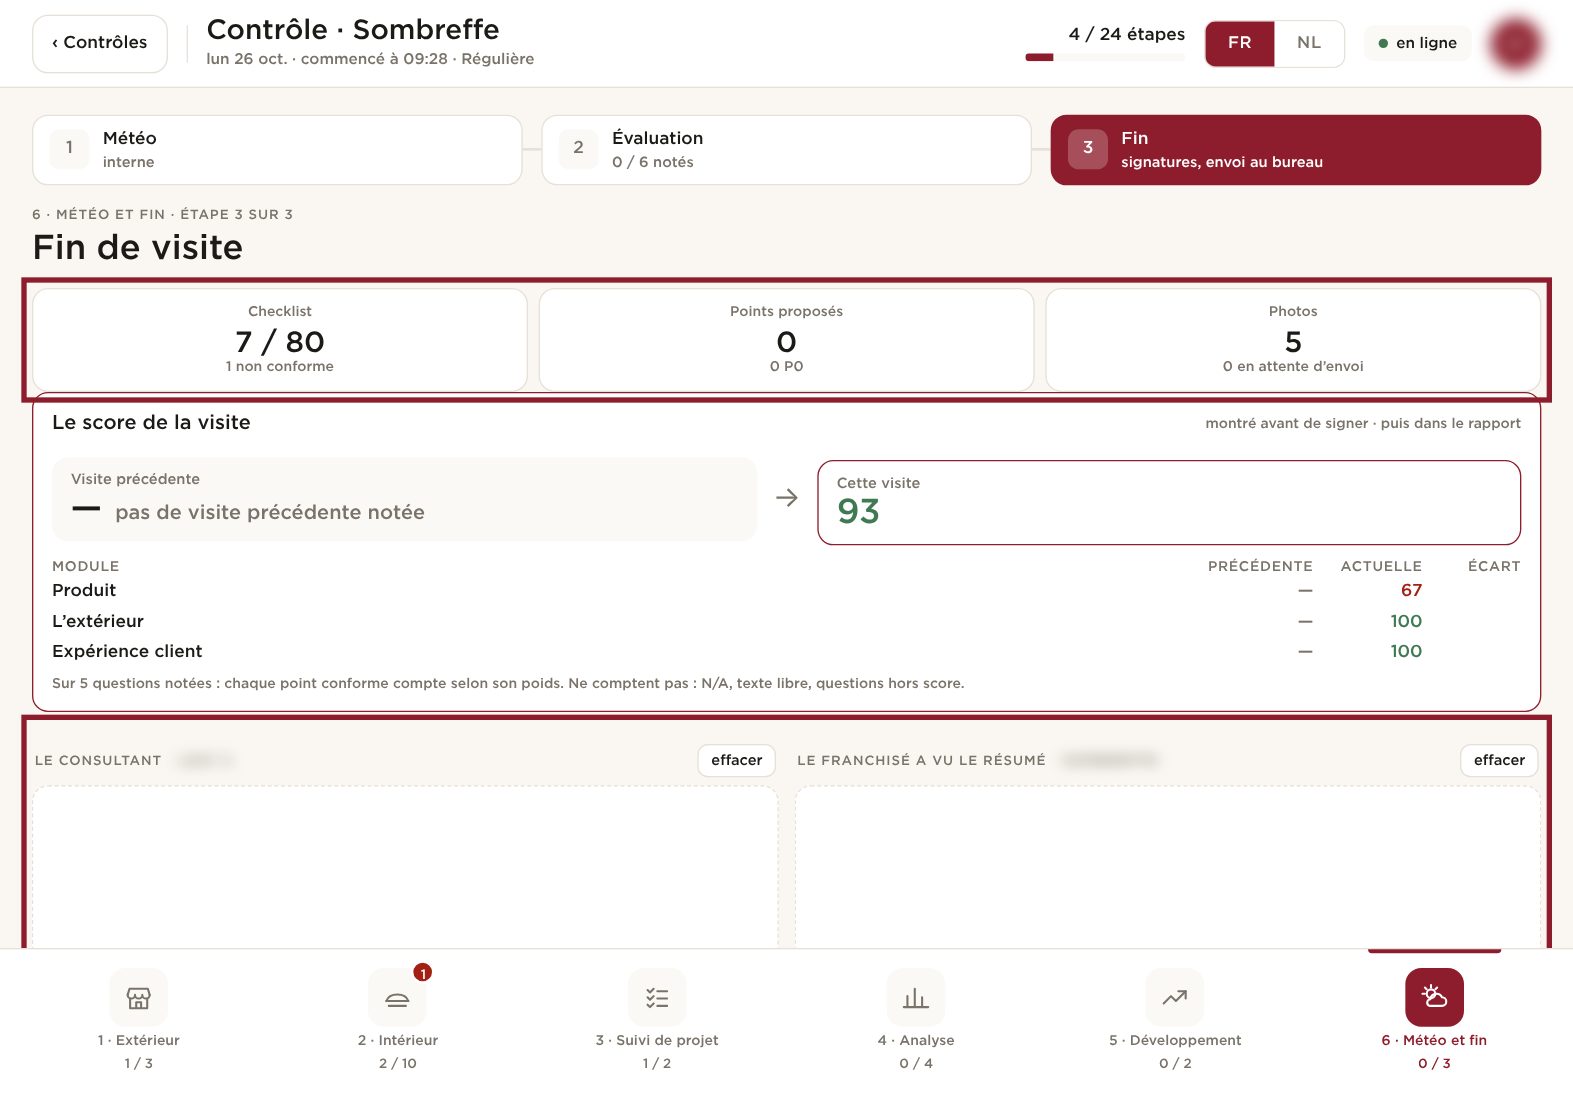 ‹ Contrôles
Contrôle · Sombreffe
lun 26 oct. · commencé à 09:28 · Régulière
4 / 24 étapes
FR
NL
en ligne
1
Météo
interne
2
Évaluation
0 / 6 notés
3
Fin
signatures, envoi au bureau
6 · MÉTÉO ET FIN · ÉTAPE 3 SUR 3
Fin de visite
Checklist
7 / 80
1 non conforme
Points proposés
0
0 P0
Photos
5
0 en attente d’envoi
Le score de la visite
montré avant de signer · puis dans le rapport
Visite précédente
— pas de visite précédente notée
→
Cette visite
93
MODULE PRÉCÉDENTE ACTUELLE ÉCART
Produit — 67
L’extérieur — 100
Expérience client — 100
Sur 5 questions notées : chaque point conforme compte selon son poids. Ne comptent pas : N/A, texte libre, questions hors score.
LE CONSULTANT
effacer
LE FRANCHISÉ A VU LE RÉSUMÉ
effacer
1 · Extérieur
1 / 3
1
2 · Intérieur
2 / 10
3 · Suivi de projet
1 / 2
4 · Analyse
0 / 4
5 · Développement
0 / 2
6 · Météo et fin
0 / 3